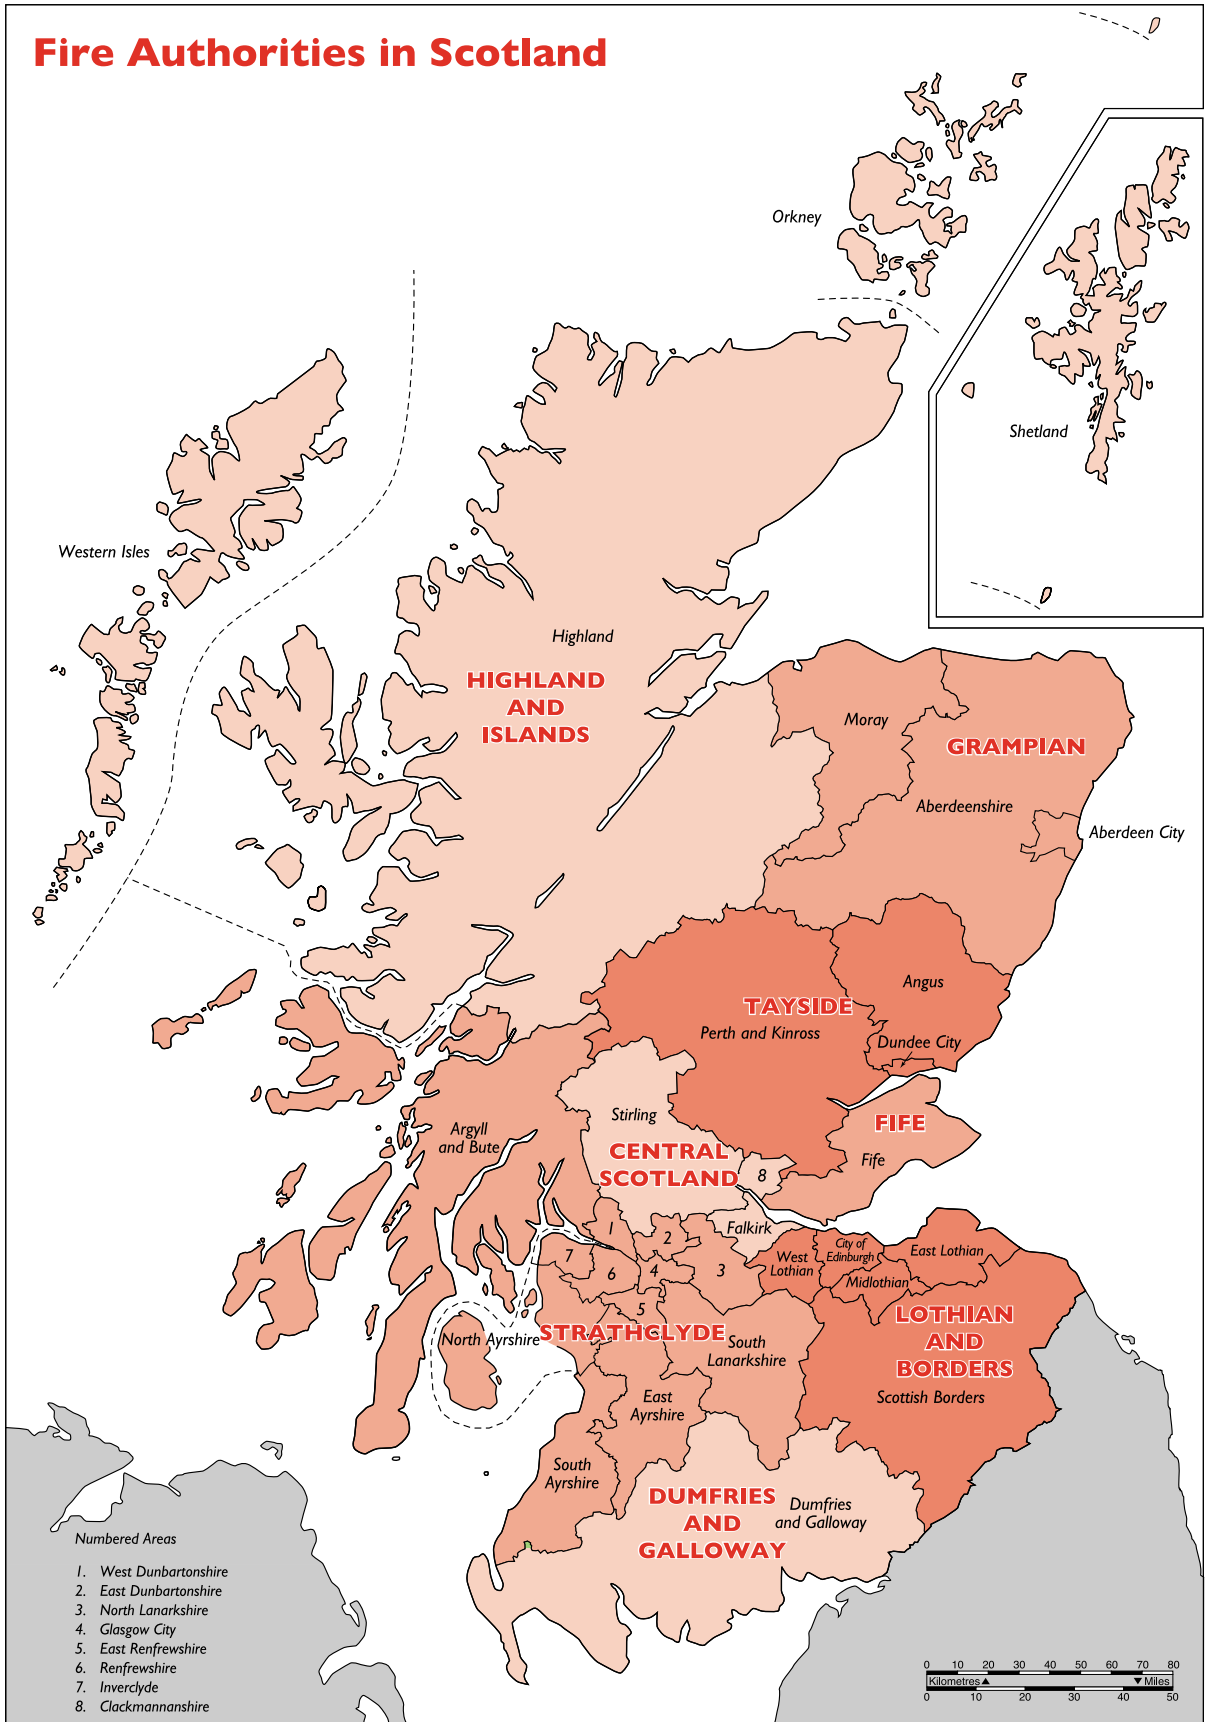 Fire Authorities in Scotland
Orkney
Shetland
Western Isles
Highland
HIGHLAND
AND
ISLANDS
Moray
GRAMPIAN
Aberdeenshire
Aberdeen City
Angus
TAYSIDE
Perth and Kinross
Dundee City
Stirling
FIFE
Argyll
and Bute
CENTRAL
SCOTLAND
Fife
8
Falkirk
1
2
City of
Edinburgh
East Lothian
7
West
Lothian
6
4
3
Midlothian
5
LOTHIAN
AND
BORDERS
North Ayrshire
STRATHCLYDE
South
Lanarkshire
Scottish Borders
East
Ayrshire
South
Ayrshire
DUMFRIES
AND
GALLOWAY
Dumfries
and Galloway
Numbered Areas
1. West Dunbartonshire
2. East Dunbartonshire
3. North Lanarkshire
4. Glasgow City
5. East Renfrewshire
6. Renfrewshire
7. Inverclyde
8. Clackmannanshire
0 10 20 30 40 50 60 70 80
Kilometres Miles
0 10 20 30 40 50